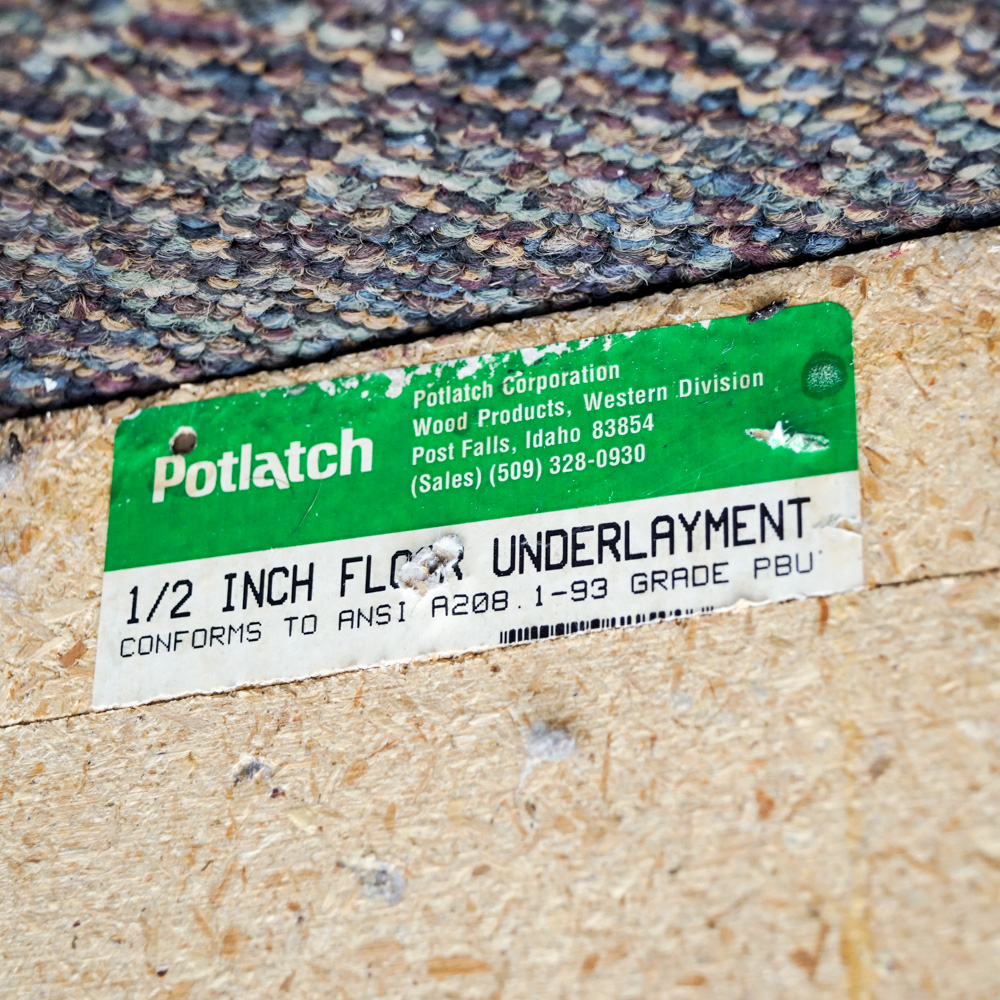 Potlatch
Potlatch Corporation
Wood Products, Western Division
Post Falls, Idaho 83854
(Sales) (509) 328-0930
1/2 INCH FLOOR UNDERLAYMENT
CONFORMS TO ANSI A208.1-93 GRADE PBU